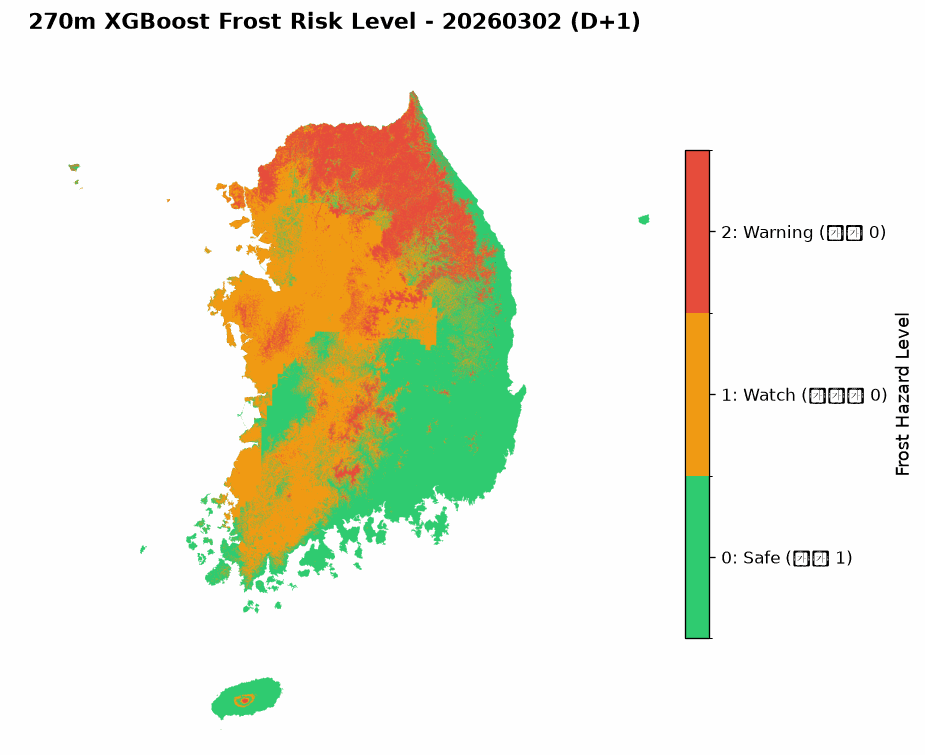 270m XGBoost Frost Risk Level - 20260302 (D+1)
2: Warning ( 0)
1: Watch ( 0)
0: Safe ( 1)
Frost Hazard Level